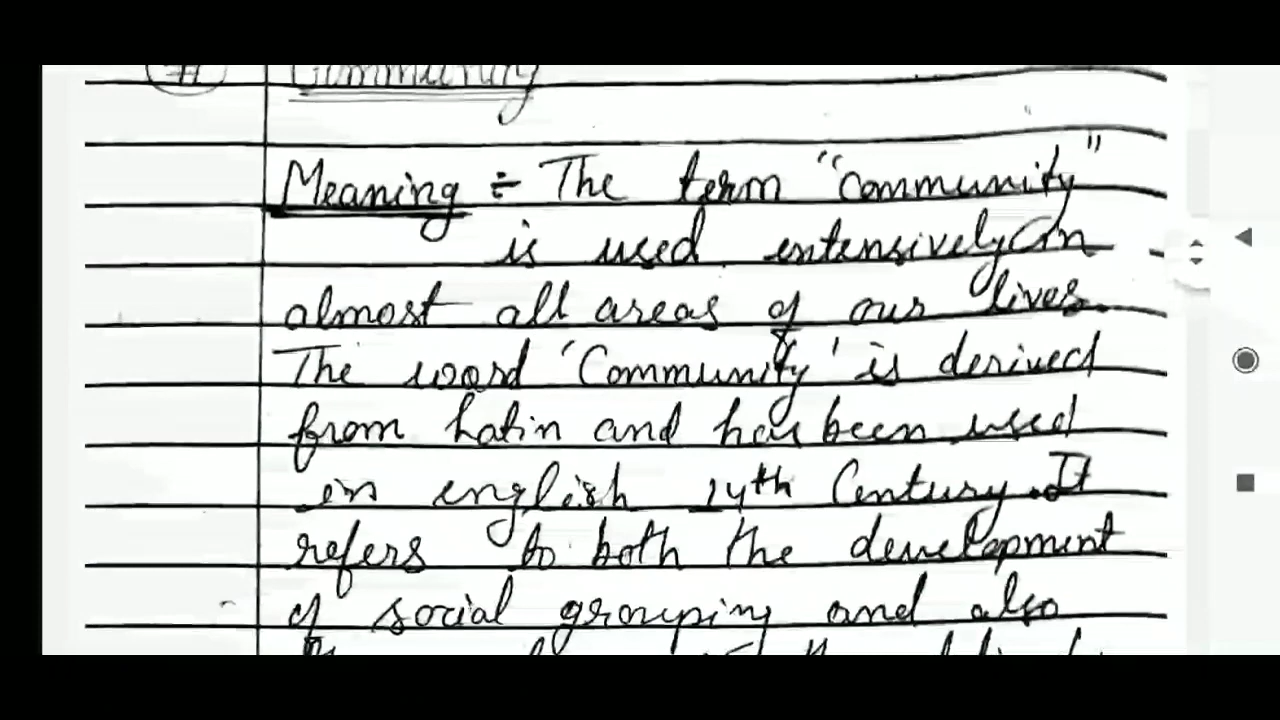 # Community
Meaning ÷ The term "community"
is used extensively in
almost all areas of our lives.
The word 'Community' is derived
from Latin and has been used
in english 14th Century. It
refers to both the development
of social grouping and also